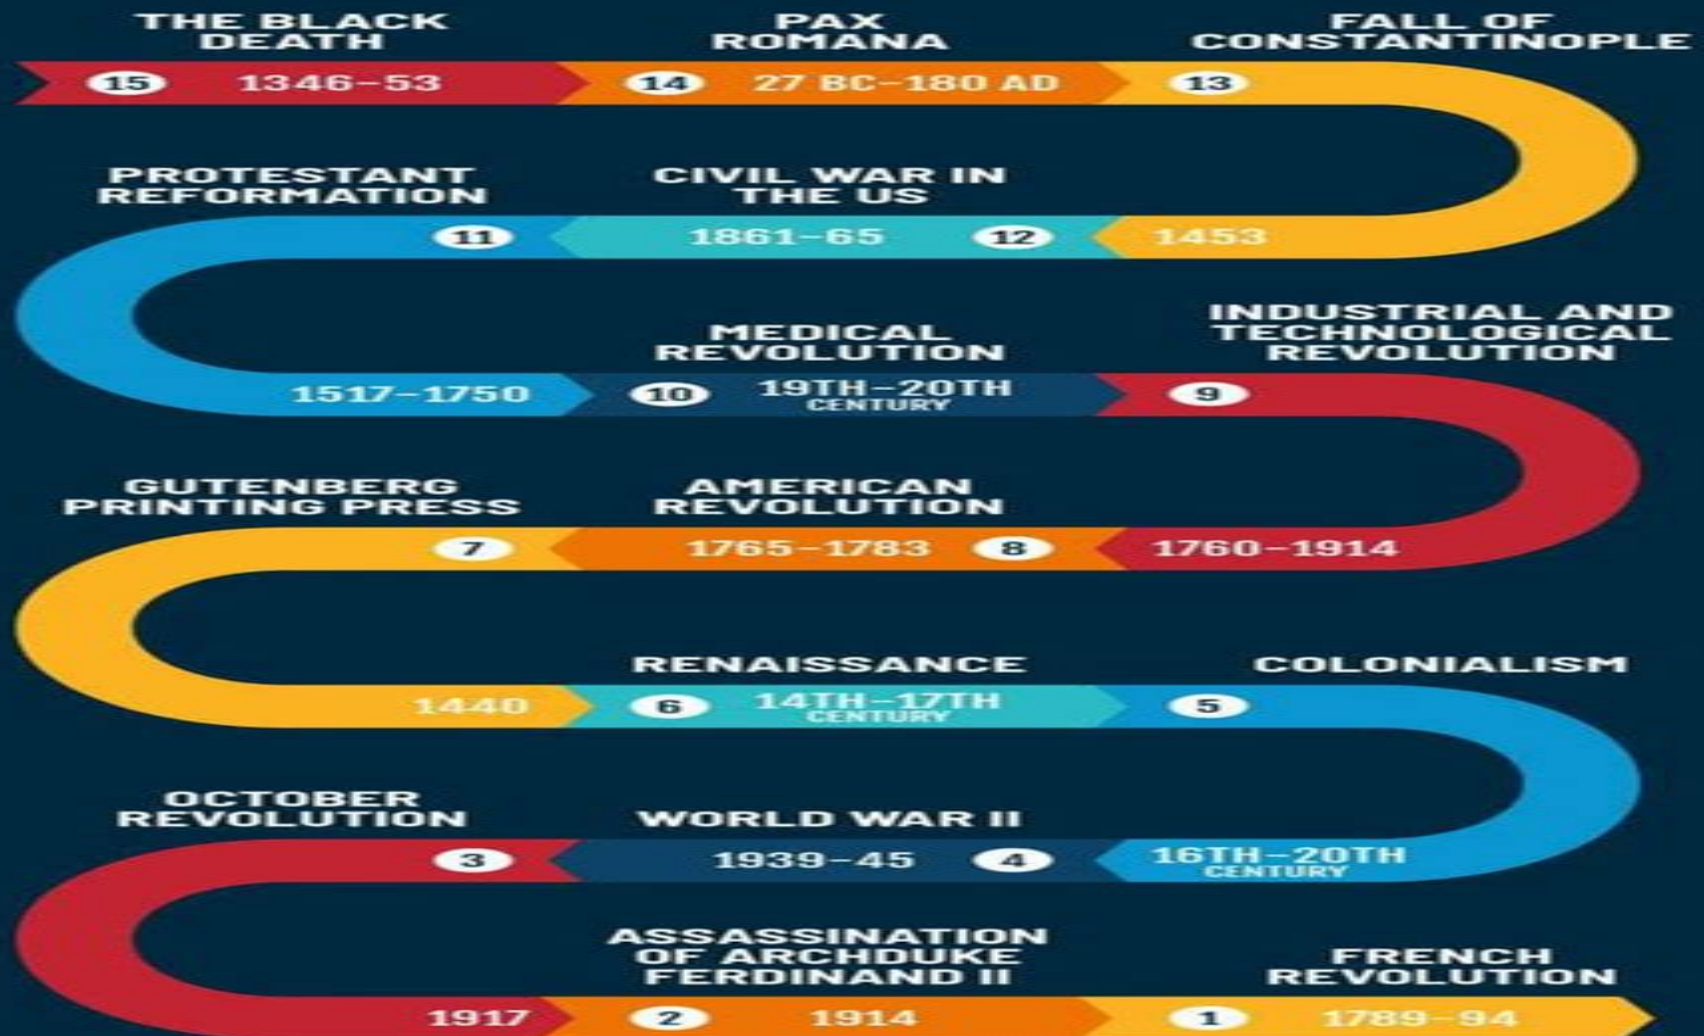 THE BLACK
DEATH
15 1346–53
PAX
ROMANA
14 27 BC–180 AD
FALL OF
CONSTANTINOPLE
13
1453
CIVIL WAR IN
THE US
12
1861–65
PROTESTANT
REFORMATION
11
1517–1750
MEDICAL
REVOLUTION
10 19TH–20TH
CENTURY
INDUSTRIAL AND
TECHNOLOGICAL
REVOLUTION
9
1760–1914
AMERICAN
REVOLUTION
1765–1783 8
GUTENBERG
PRINTING PRESS
7
1440
RENAISSANCE
6 14TH–17TH
CENTURY
COLONIALISM
5
16TH–20TH
CENTURY
WORLD WAR II
1939–45 4
OCTOBER
REVOLUTION
3
1917
ASSASSINATION
OF ARCHDUKE
FERDINAND II
2 1914
FRENCH
REVOLUTION
1 1789–94